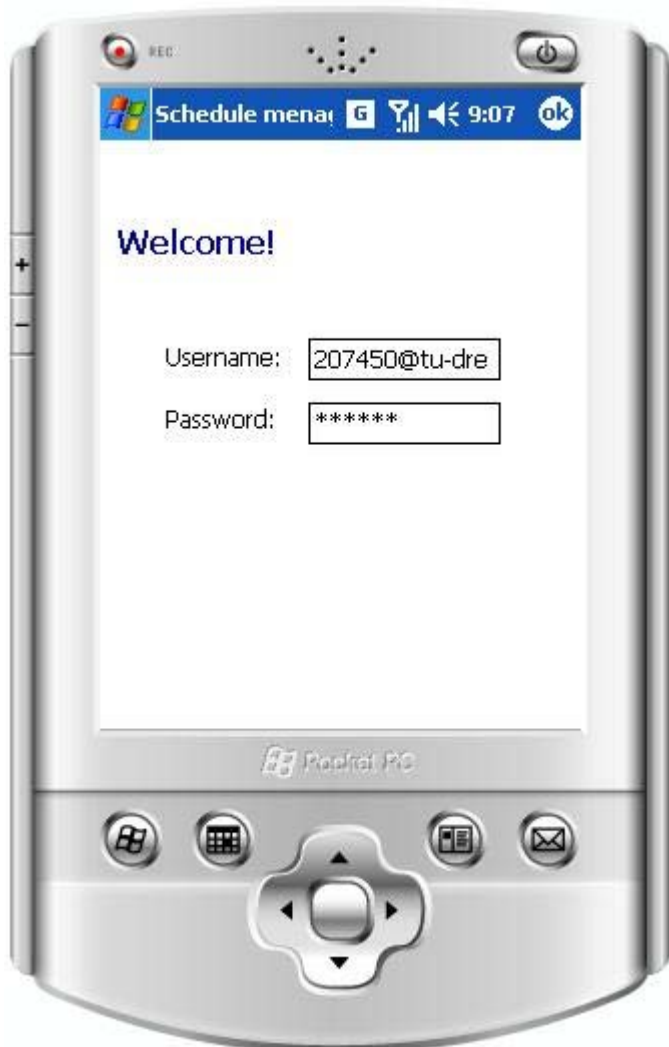 REC
Schedule mena G 9:07 ok
Welcome!
Username: 207450@tu-dre
Password: ******
Pocket PC
+
−